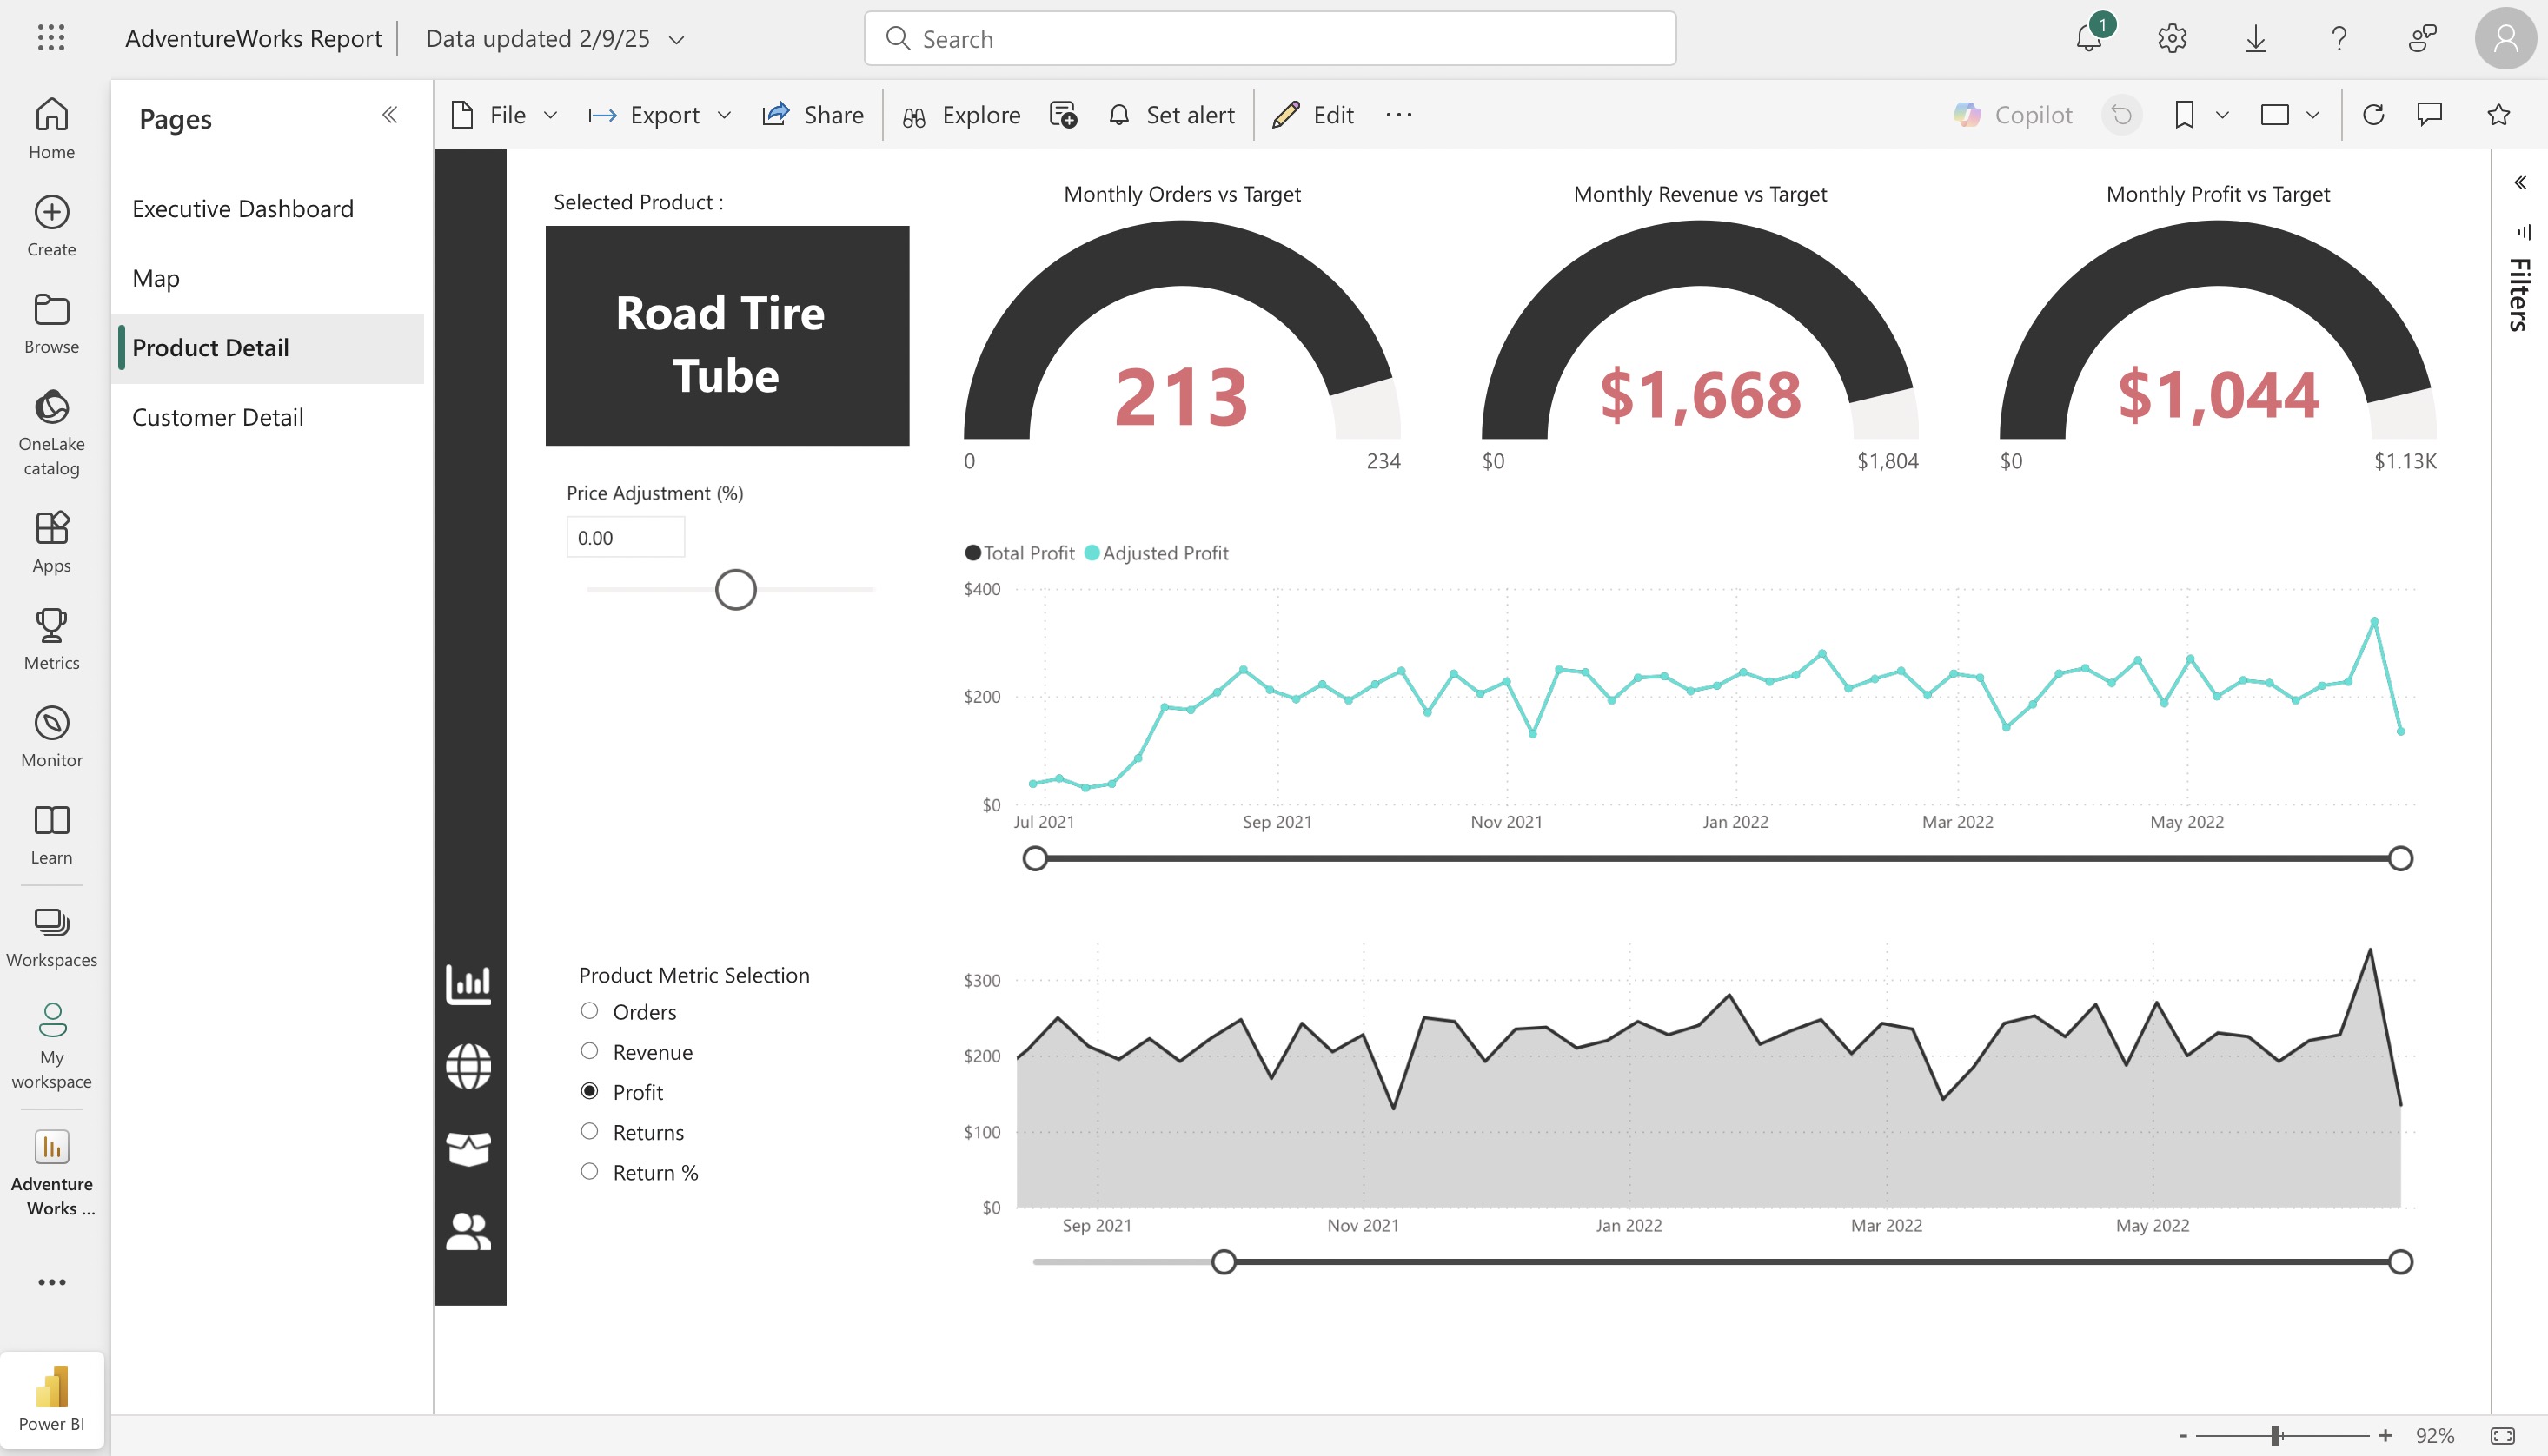 AdventureWorks Report
Data updated 2/9/25
Search
1
Home
Create
Browse
OneLake
catalog
Apps
Metrics
Monitor
Learn
Workspaces
My
workspace
Adventure
Works ...
Power BI
Pages
Executive Dashboard
Map
Product Detail
Customer Detail
File
Export
Share
Explore
Set alert
Edit
Copilot
Filters
Selected Product :
Road Tire
Tube
Price Adjustment (%)
0.00
Monthly Orders vs Target
213
0
234
Monthly Revenue vs Target
$1,668
$0
$1,804
Monthly Profit vs Target
$1,044
$0
$1.13K
Total Profit
Adjusted Profit
$400
$200
$0
Jul 2021
Sep 2021
Nov 2021
Jan 2022
Mar 2022
May 2022
Product Metric Selection
Orders
Revenue
Profit
Returns
Return %
$300
$200
$100
$0
Sep 2021
Nov 2021
Jan 2022
Mar 2022
May 2022
- + 92%